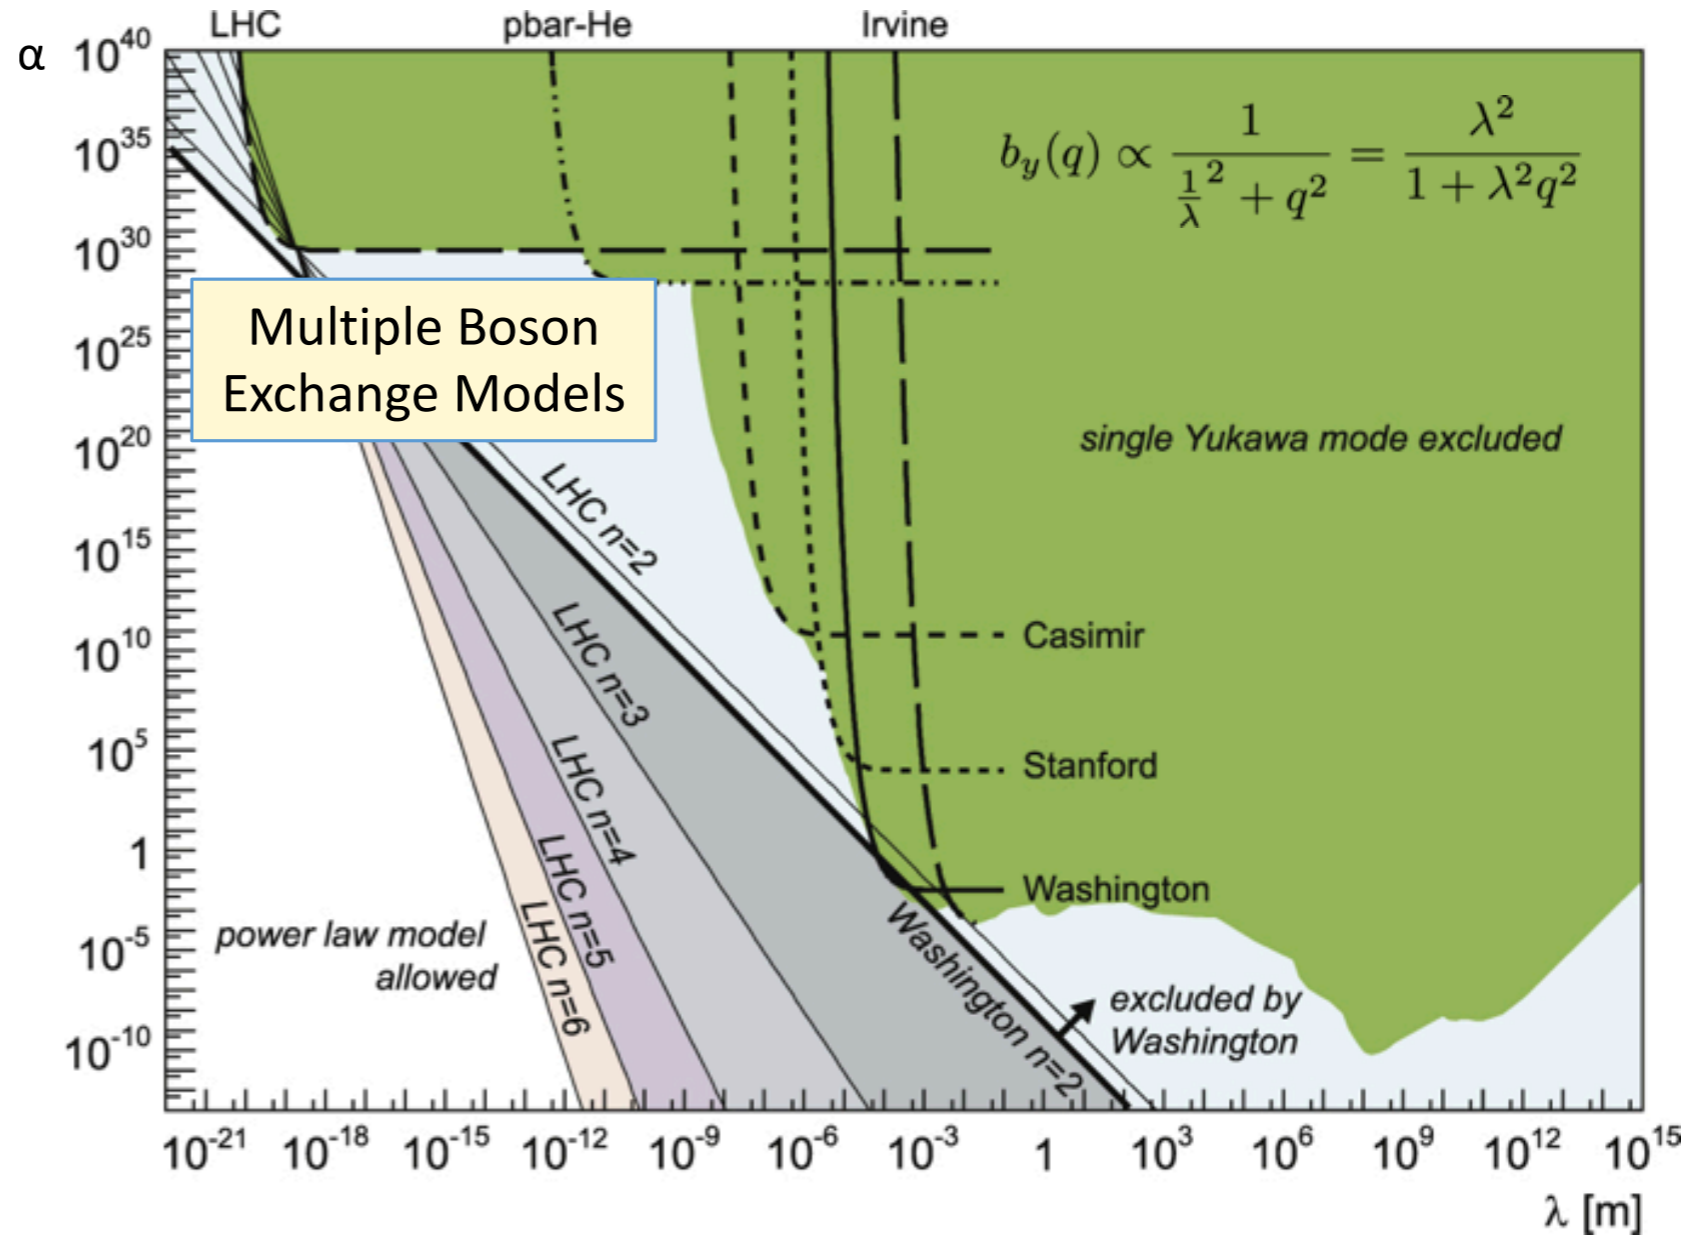 LHC pbar-He Irvine
α
10^40
10^35
10^30
10^25
10^20
10^15
10^10
10^5
1
10^-5
10^-10
b_y(q) ∝ 1 / (1/λ ^2 + q^2) = λ^2 / (1 + λ^2q^2)
Multiple Boson
Exchange Models
single Yukawa mode excluded
LHC n=2
LHC n=3
LHC n=4
LHC n=5
LHC n=6
Casimir
Stanford
Washington
Washington n=2
power law model
allowed
excluded by
Washington
10^-21 10^-18 10^-15 10^-12 10^-9 10^-6 10^-3 1 10^3 10^6 10^9 10^12 10^15
λ [m]